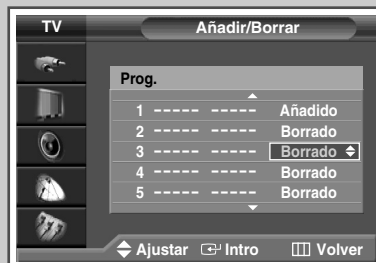 TV Añadir/Borrar
Prog.
1 ----- ----- Añadido
2 ----- ----- Borrado
3 ----- ----- Borrado
4 ----- ----- Borrado
5 ----- ----- Borrado
Ajustar Intro Volver